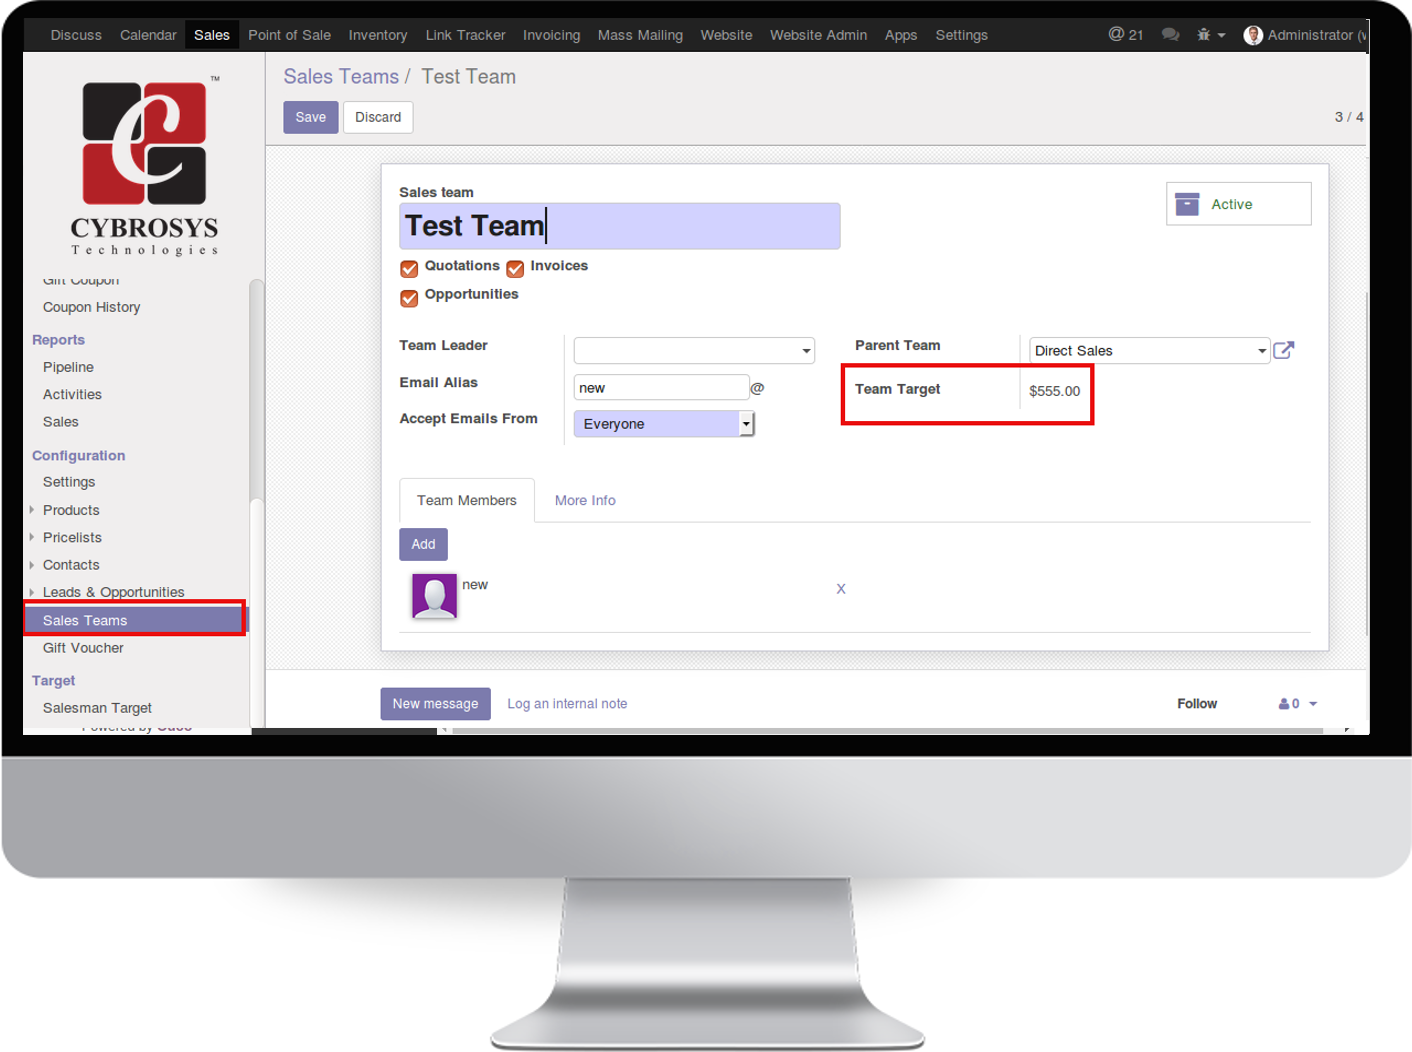 Discuss Calendar Sales Point of Sale Inventory Link Tracker Invoicing Mass Mailing Website Website Admin Apps Settings @ 21 Administrator (w
TM
CYBROSYS
Technologies
Gift Coupon
Coupon History
Reports
Pipeline
Activities
Sales
Configuration
Settings
Products
Pricelists
Contacts
Leads & Opportunities
Sales Teams
Gift Voucher
Target
Salesman Target
Powered by Odoo
Sales Teams / Test Team
Save Discard
3 / 4
Sales team
Test Team
Active
Quotations Invoices
Opportunities
Team Leader
Email Alias new @
Accept Emails From Everyone
Parent Team Direct Sales
Team Target $555.00
Team Members More Info
Add
new X
New message Log an internal note Follow 0